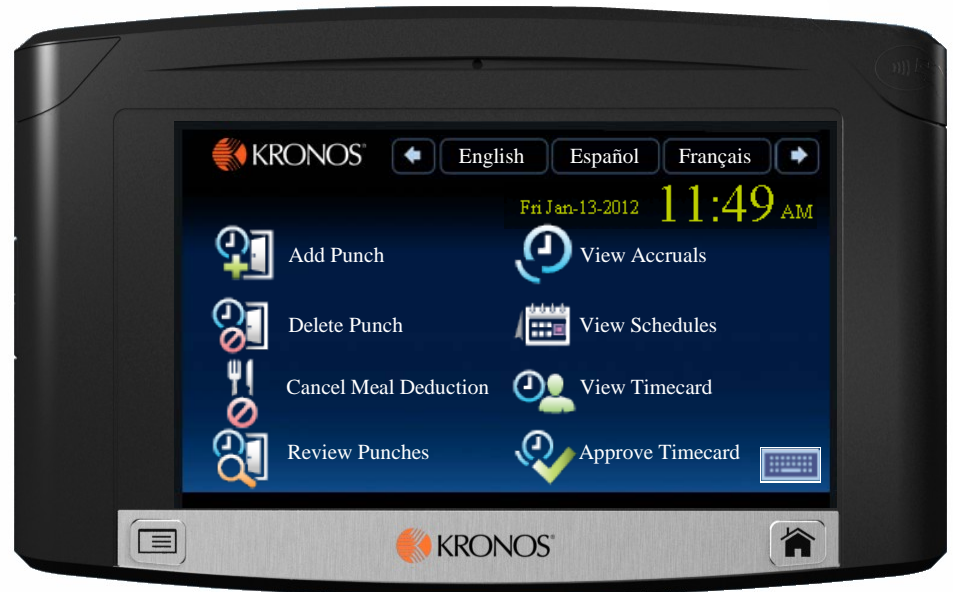 KRONOS English Español Français
Fri Jan-13-2012 11:49 AM
Add Punch View Accruals
Delete Punch View Schedules
Cancel Meal Deduction View Timecard
Review Punches Approve Timecard
KRONOS